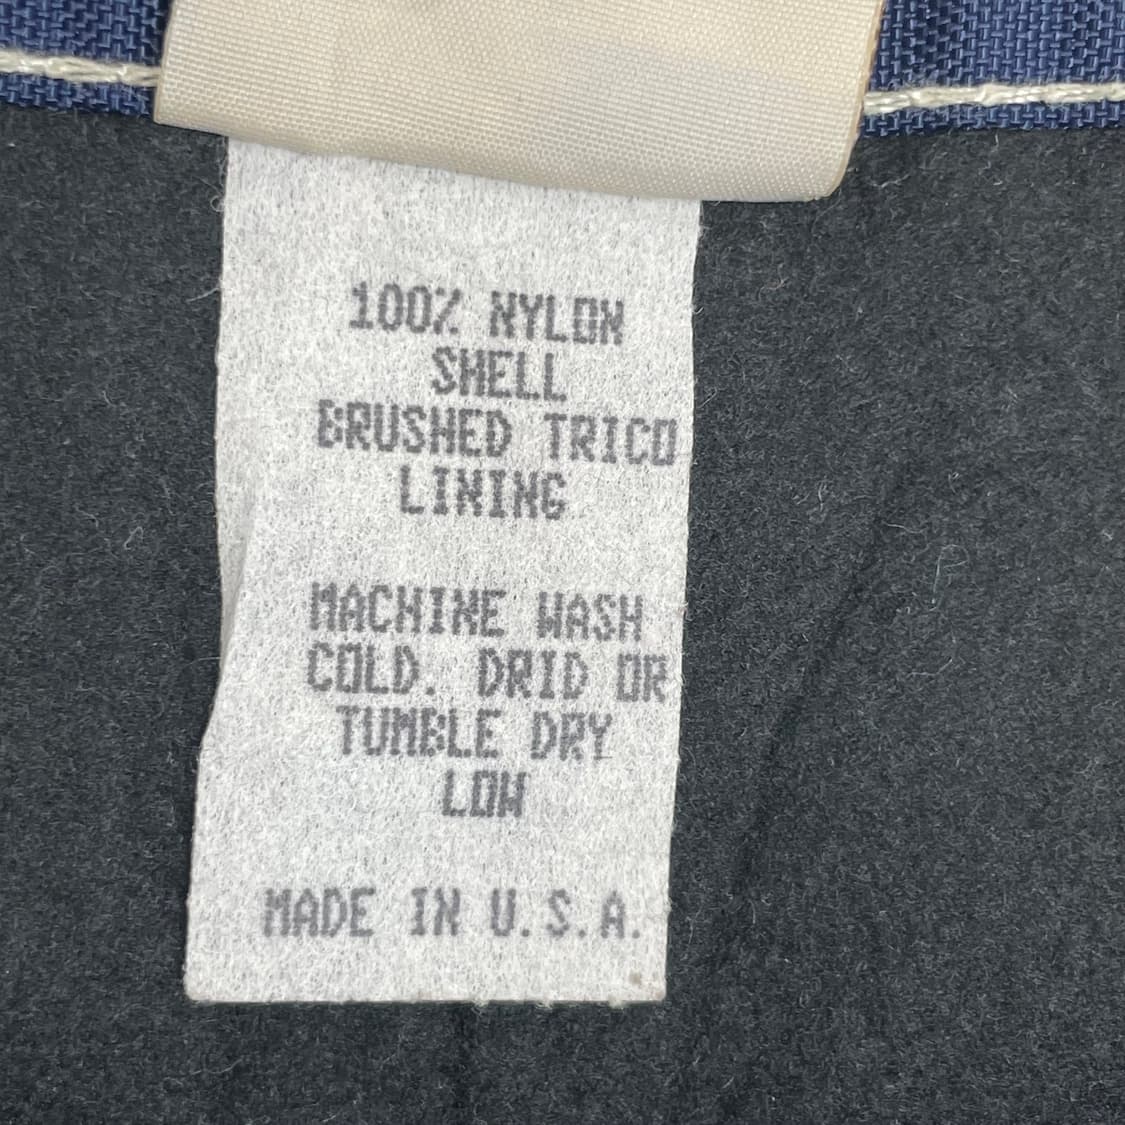 100% NYLON
SHELL
BRUSHED TRICO
LINING
MACHINE WASH
COLD. DRID OR
TUMBLE DRY
LOW
MADE IN U.S.A.